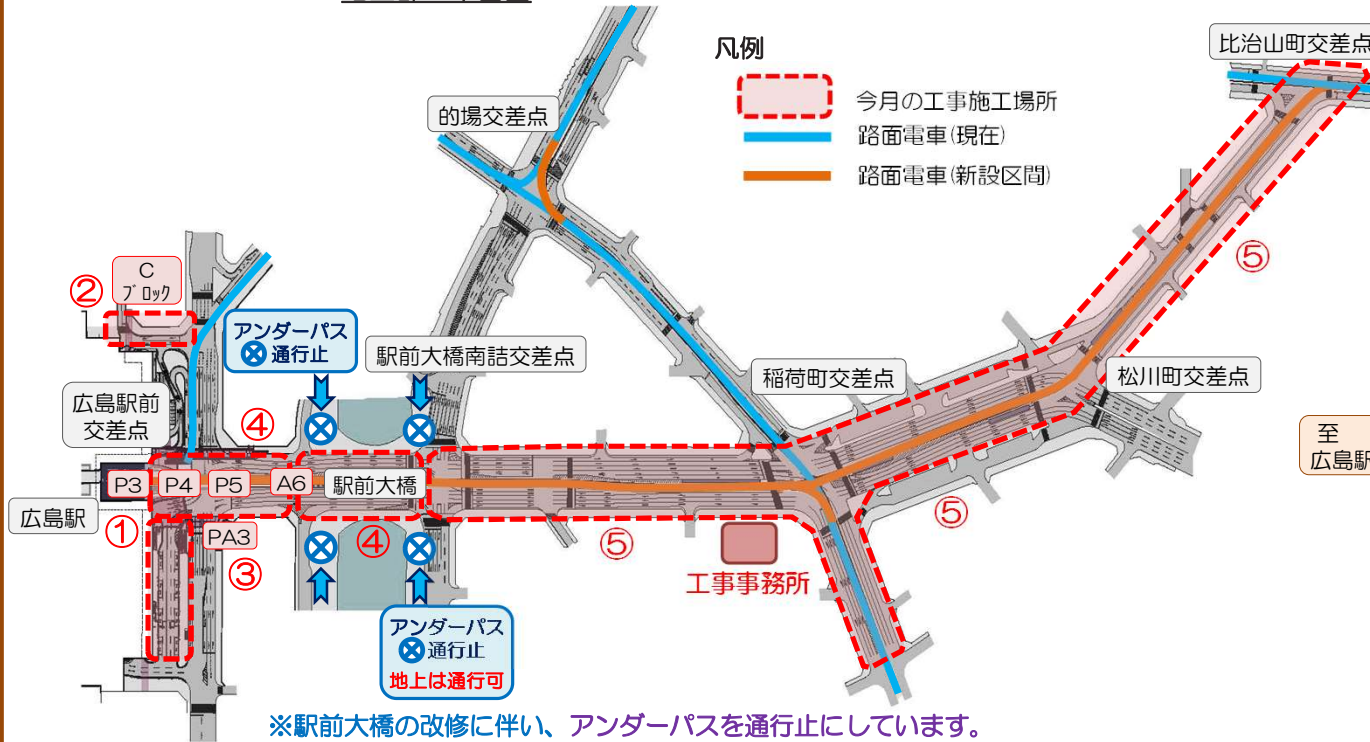 凡例
今月の工事施工場所
路面電車(現在)
路面電車(新設区間)
比治山町交差点
的場交差点
②
C
ブロック
アンダーパス
通行止
駅前大橋南詰交差点
稲荷町交差点
松川町交差点
広島駅前
交差点
④
⑤
至
広島駅
P3
P4
P5
A6
駅前大橋
広島駅
①
PA3
③
④
⑤
⑤
工事事務所
アンダーパス
通行止
地上は通行可
※駅前大橋の改修に伴い、アンダーパスを通行止にしています。